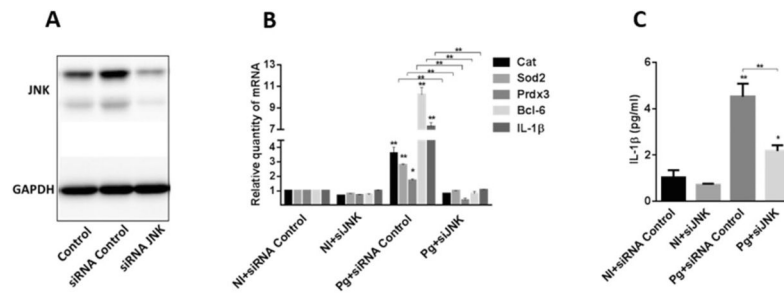 A
JNK
GAPDH
Control
siRNA Control
siRNA JNK
B
Relative quantity of mRNA
13
11
9
7
5
4
3
2
1
** ** * ** **
** ** ** ** **
NI+siRNA Control
NI+siJNK
Pg+siRNA Control
Pg+siJNK
Cat
Sod2
Prdx3
Bcl-6
IL-1β
C
IL-1β (pg/ml)
6
4
2
0
**
**
*
NI+siRNA Control
NI+siJNK
Pg+siRNA Control
Pg+siJNK